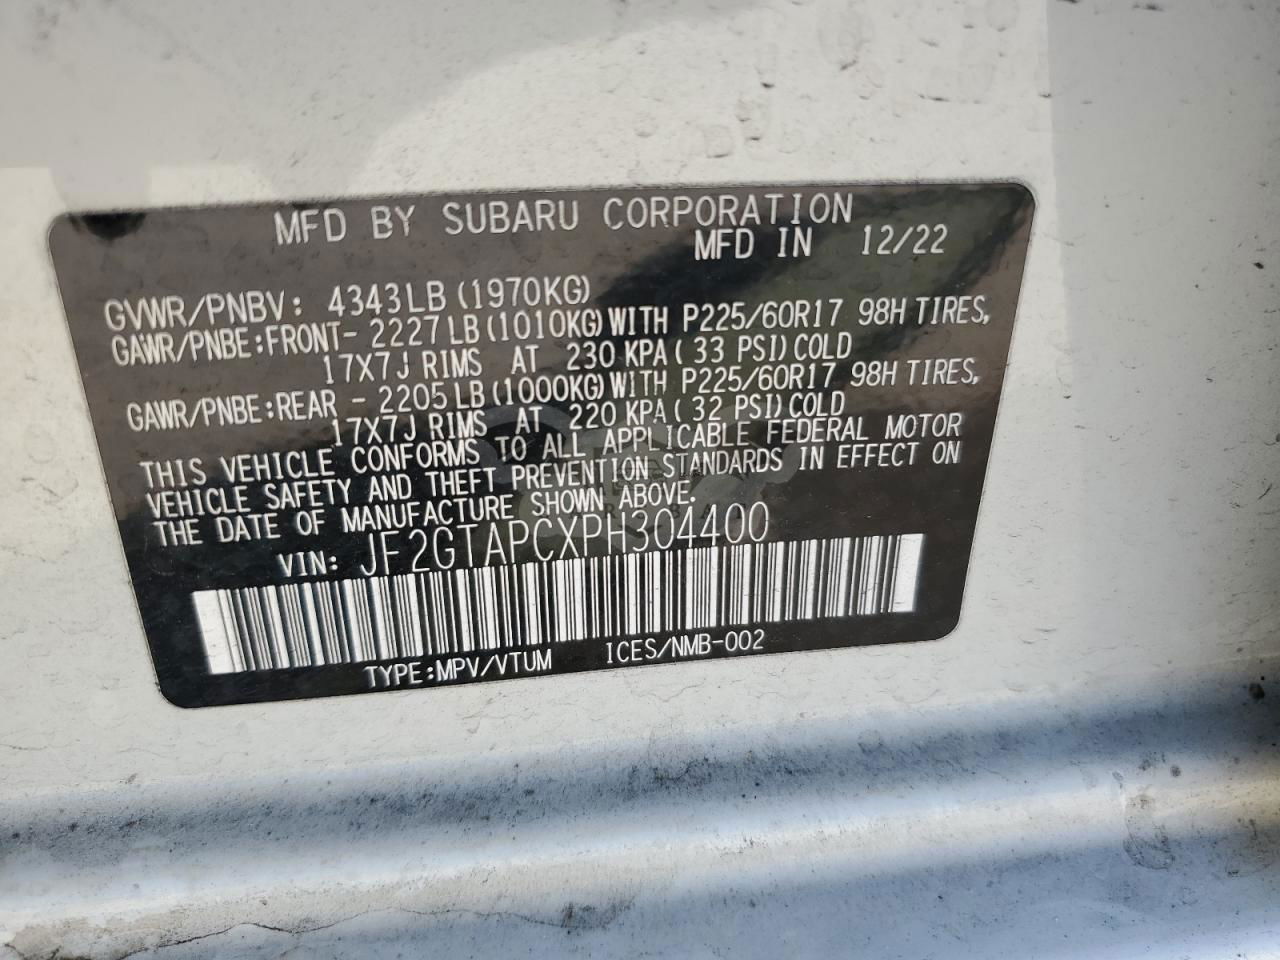 MFD BY SUBARU CORPORATION
MFD IN 12/22
GVWR/PNBV: 4343LB (1970KG)
GAWR/PNBE:FRONT- 2227LB(1010KG)WITH P225/60R17 98H TIRES,
17X7J RIMS AT 230 KPA( 33 PSI)COLD
GAWR/PNBE:REAR - 2205LB(1000KG)WITH P225/60R17 98H TIRES,
17X7J RIMS AT 220 KPA( 32 PSI)COLD
THIS VEHICLE CONFORMS TO ALL APPLICABLE FEDERAL MOTOR
VEHICLE SAFETY AND THEFT PREVENTION STANDARDS IN EFFECT ON
THE DATE OF MANUFACTURE SHOWN ABOVE.
VIN: JF2GTAPCXPH304400
TYPE:MPV/VTUM ICES/NMB-002